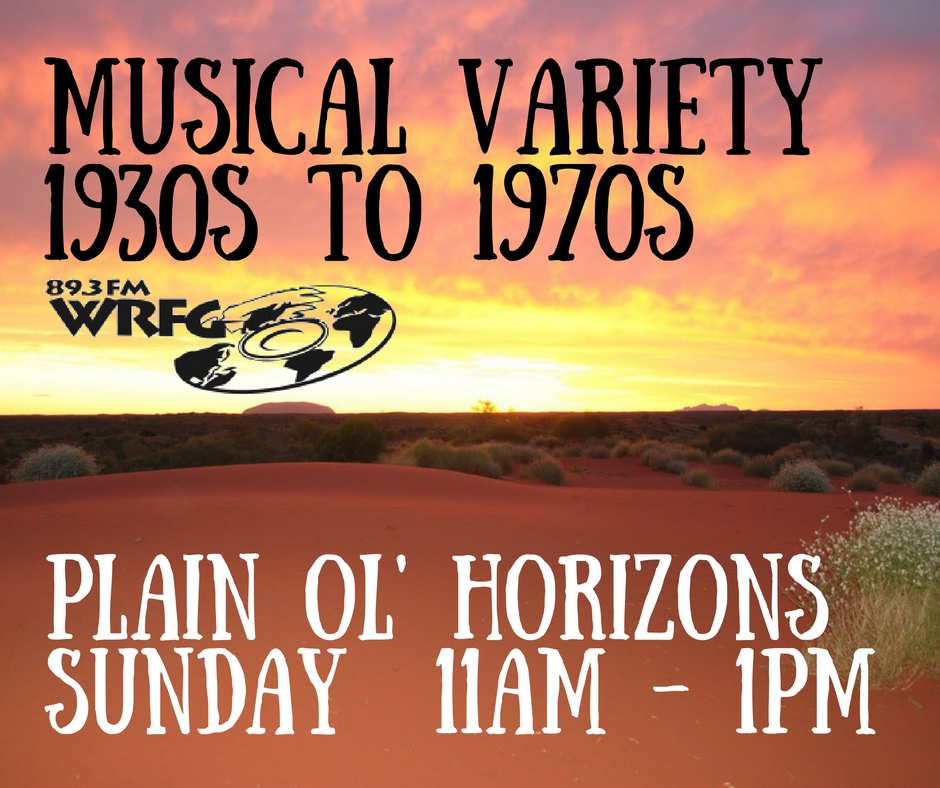 MUSICAL VARIETY
1930S TO 1970S
89.3 FM
WRFG
PLAIN OL' HORIZONS
SUNDAY 11AM - 1PM